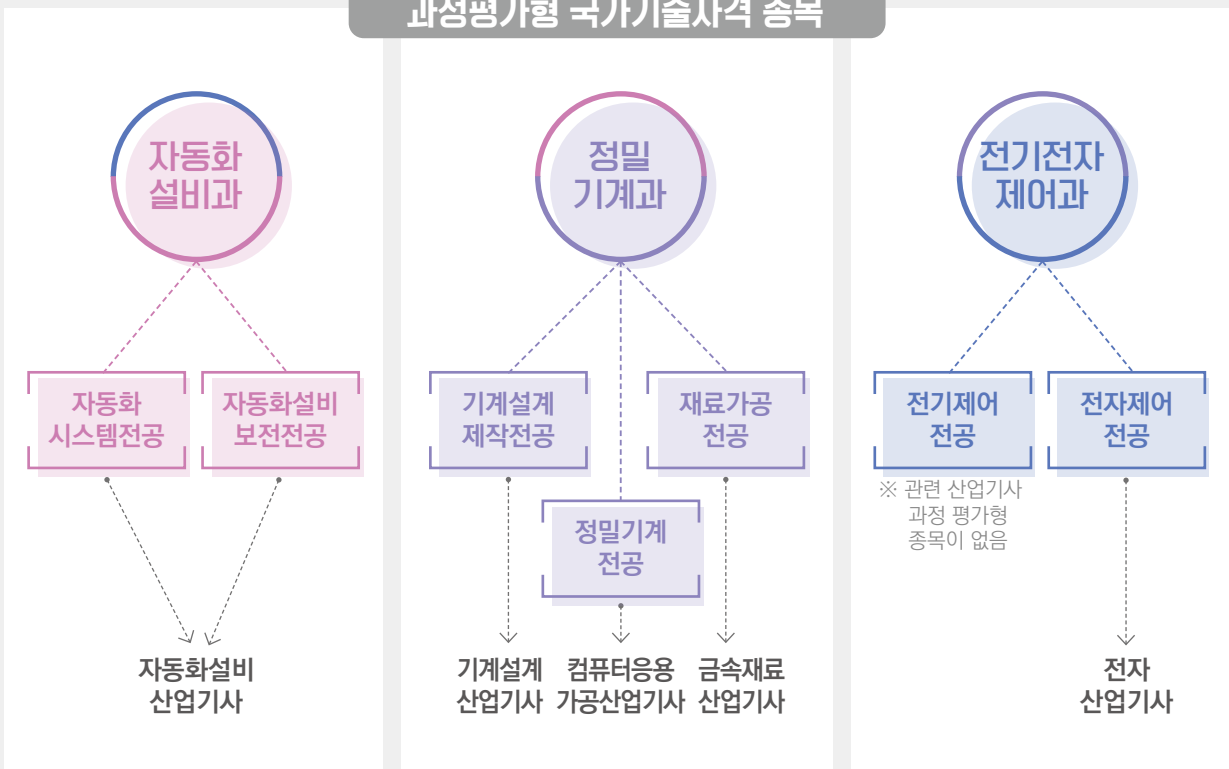 과정평가형 국가기술자격 종목
자동화
설비과
자동화
시스템전공
자동화설비
보전전공
자동화설비
산업기사
정밀
기계과
기계설계
제작전공
재료가공
전공
정밀기계
전공
기계설계
산업기사
컴퓨터응용
가공산업기사
금속재료
산업기사
전기전자
제어과
전기제어
전공
※ 관련 산업기사
과정 평가형
종목이 없음
전자제어
전공
전자
산업기사